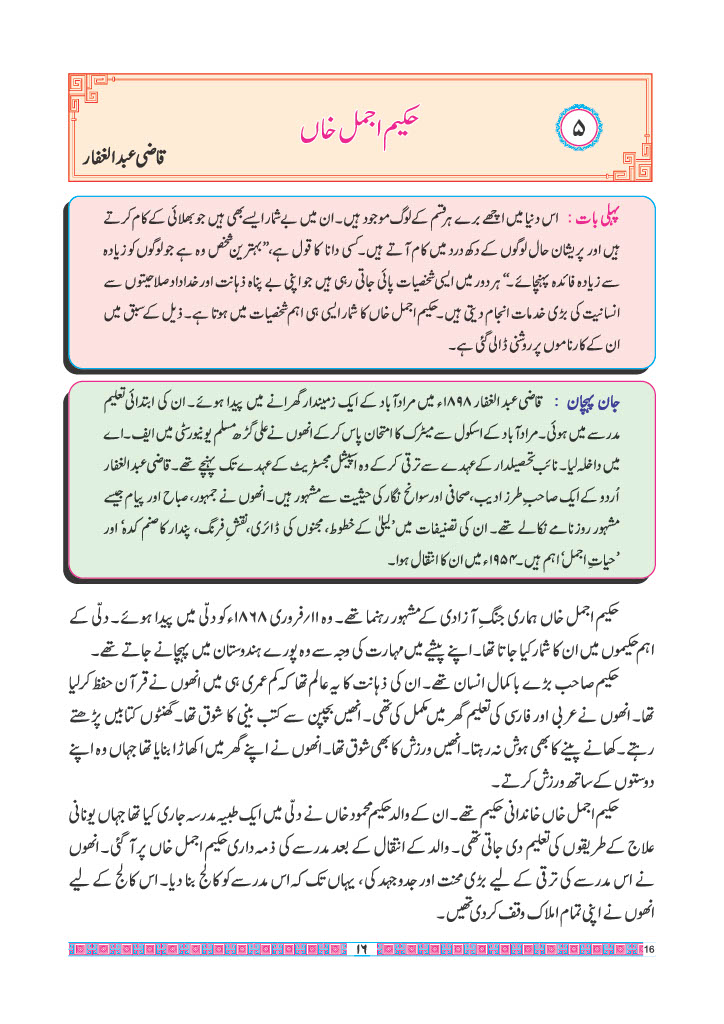 ۵
حکیم اجمل خاں
قاضی عبدالغفار
پہلی بات : اس دنیا میں اچھے برے ہر قسم کے لوگ موجود ہیں۔ ان میں بے شمار ایسے بھی ہیں جو بھلائی کے کام کرتے
ہیں اور پریشان حال لوگوں کے دکھ درد میں کام آتے ہیں۔ کسی دانا کا قول ہے، ”بہترین شخص وہ ہے جو لوگوں کو زیادہ
سے زیادہ فائدہ پہنچائے۔“ ہر دور میں ایسی شخصیات پائی جاتی رہی ہیں جو اپنی بے پناہ ذہانت اور خداداد صلاحیتوں سے
انسانیت کی بڑی خدمات انجام دیتی ہیں۔ حکیم اجمل خاں کا شمار ایسی ہی اہم شخصیات میں ہوتا ہے۔ ذیل کے سبق میں
ان کے کارناموں پر روشنی ڈالی گئی ہے۔
جان پہچان : قاضی عبدالغفار ۱۸۹۸ء میں مرادآباد کے ایک زمیندار گھرانے میں پیدا ہوئے۔ ان کی ابتدائی تعلیم
مدرسے میں ہوئی۔ مرادآباد کے اسکول سے میٹرک کا امتحان پاس کرکے انھوں نے علی گڑھ مسلم یونیورسٹی میں ایف۔اے
میں داخلہ لیا۔ نائب تحصیلدار کے عہدے سے ترقی کرکے وہ اسپیشل مجسٹریٹ کے عہدے تک پہنچے تھے۔ قاضی عبدالغفار
اُردو کے ایک صاحبِ طرز ادیب، صحافی اور سوانح نگار کی حیثیت سے مشہور ہیں۔ انھوں نے جمہور، صباح اور پیام جیسے
مشہور روزنامے نکالے تھے۔ ان کی تصنیفات میں ’لیلیٰ کے خطوط، مجنوں کی ڈائری، نقشِ فرنگ، پندار کا صنم کدہ‘ اور
’حیاتِ اجمل‘ اہم ہیں۔ ۱۹۵۴ء میں ان کا انتقال ہوا۔
حکیم اجمل خاں ہماری جنگِ آزادی کے مشہور رہنما تھے۔ وہ ۱۱؍فروری ۱۸۶۸ء کو دلّی میں پیدا ہوئے۔ دلّی کے
اہم حکیموں میں ان کا شمار کیا جاتا تھا۔ اپنے پیشے میں مہارت کی وجہ سے وہ پورے ہندوستان میں پہچانے جاتے تھے۔
حکیم صاحب بڑے باکمال انسان تھے۔ ان کی ذہانت کا یہ عالم تھا کہ کم عمری ہی میں انھوں نے قرآن حفظ کرلیا
تھا۔ انھوں نے عربی اور فارسی کی تعلیم گھر میں مکمل کی تھی۔ انھیں بچپن سے کتب بینی کا شوق تھا۔ گھنٹوں کتابیں پڑھتے
رہتے۔ کھانے پینے کا بھی ہوش نہ رہتا۔ انھیں ورزش کا بھی شوق تھا۔ انھوں نے اپنے گھر میں اکھاڑا بنایا تھا جہاں وہ اپنے
دوستوں کے ساتھ ورزش کرتے۔
حکیم اجمل خاں خاندانی حکیم تھے۔ ان کے والد حکیم محمود خاں نے دلّی میں ایک طبیہ مدرسہ جاری کیا تھا جہاں یونانی
علاج کے طریقوں کی تعلیم دی جاتی تھی۔ والد کے انتقال کے بعد مدرسے کی ذمہ داری حکیم اجمل خاں پر آگئی۔ انھوں
نے اس مدرسے کی ترقی کے لیے بڑی محنت اور جدوجہد کی، یہاں تک کہ اس مدرسے کو کالج بنا دیا۔ اس کالج کے لیے
انھوں نے اپنی تمام املاک وقف کردی تھیں۔
۱۶
16